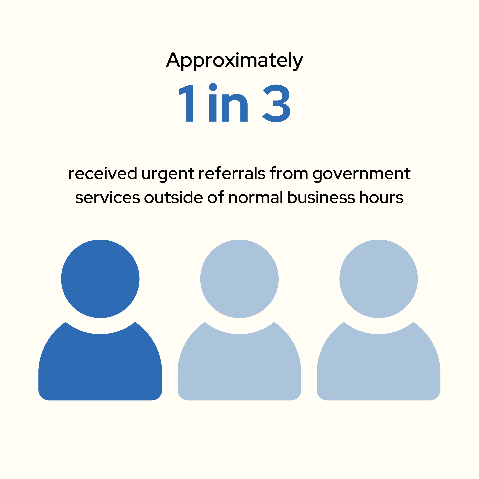 Approximately
1 in 3
received urgent referrals from government
services outside of normal business hours